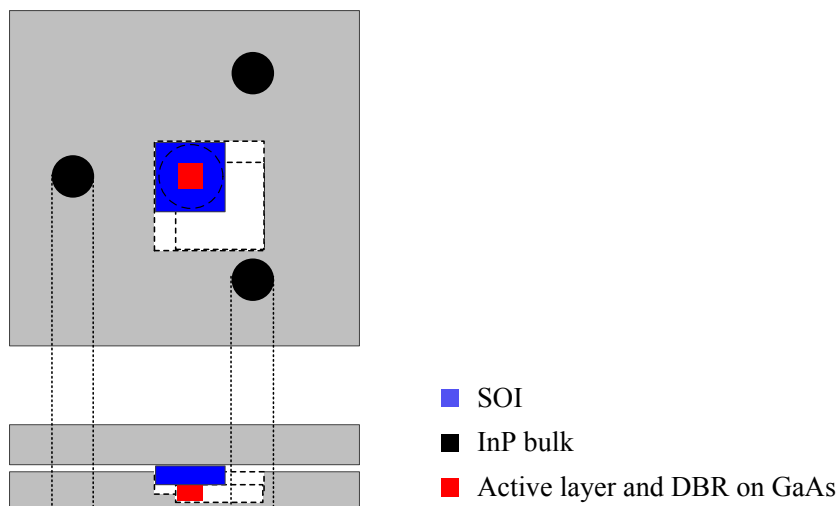 SOI
InP bulk
Active layer and DBR on GaAs